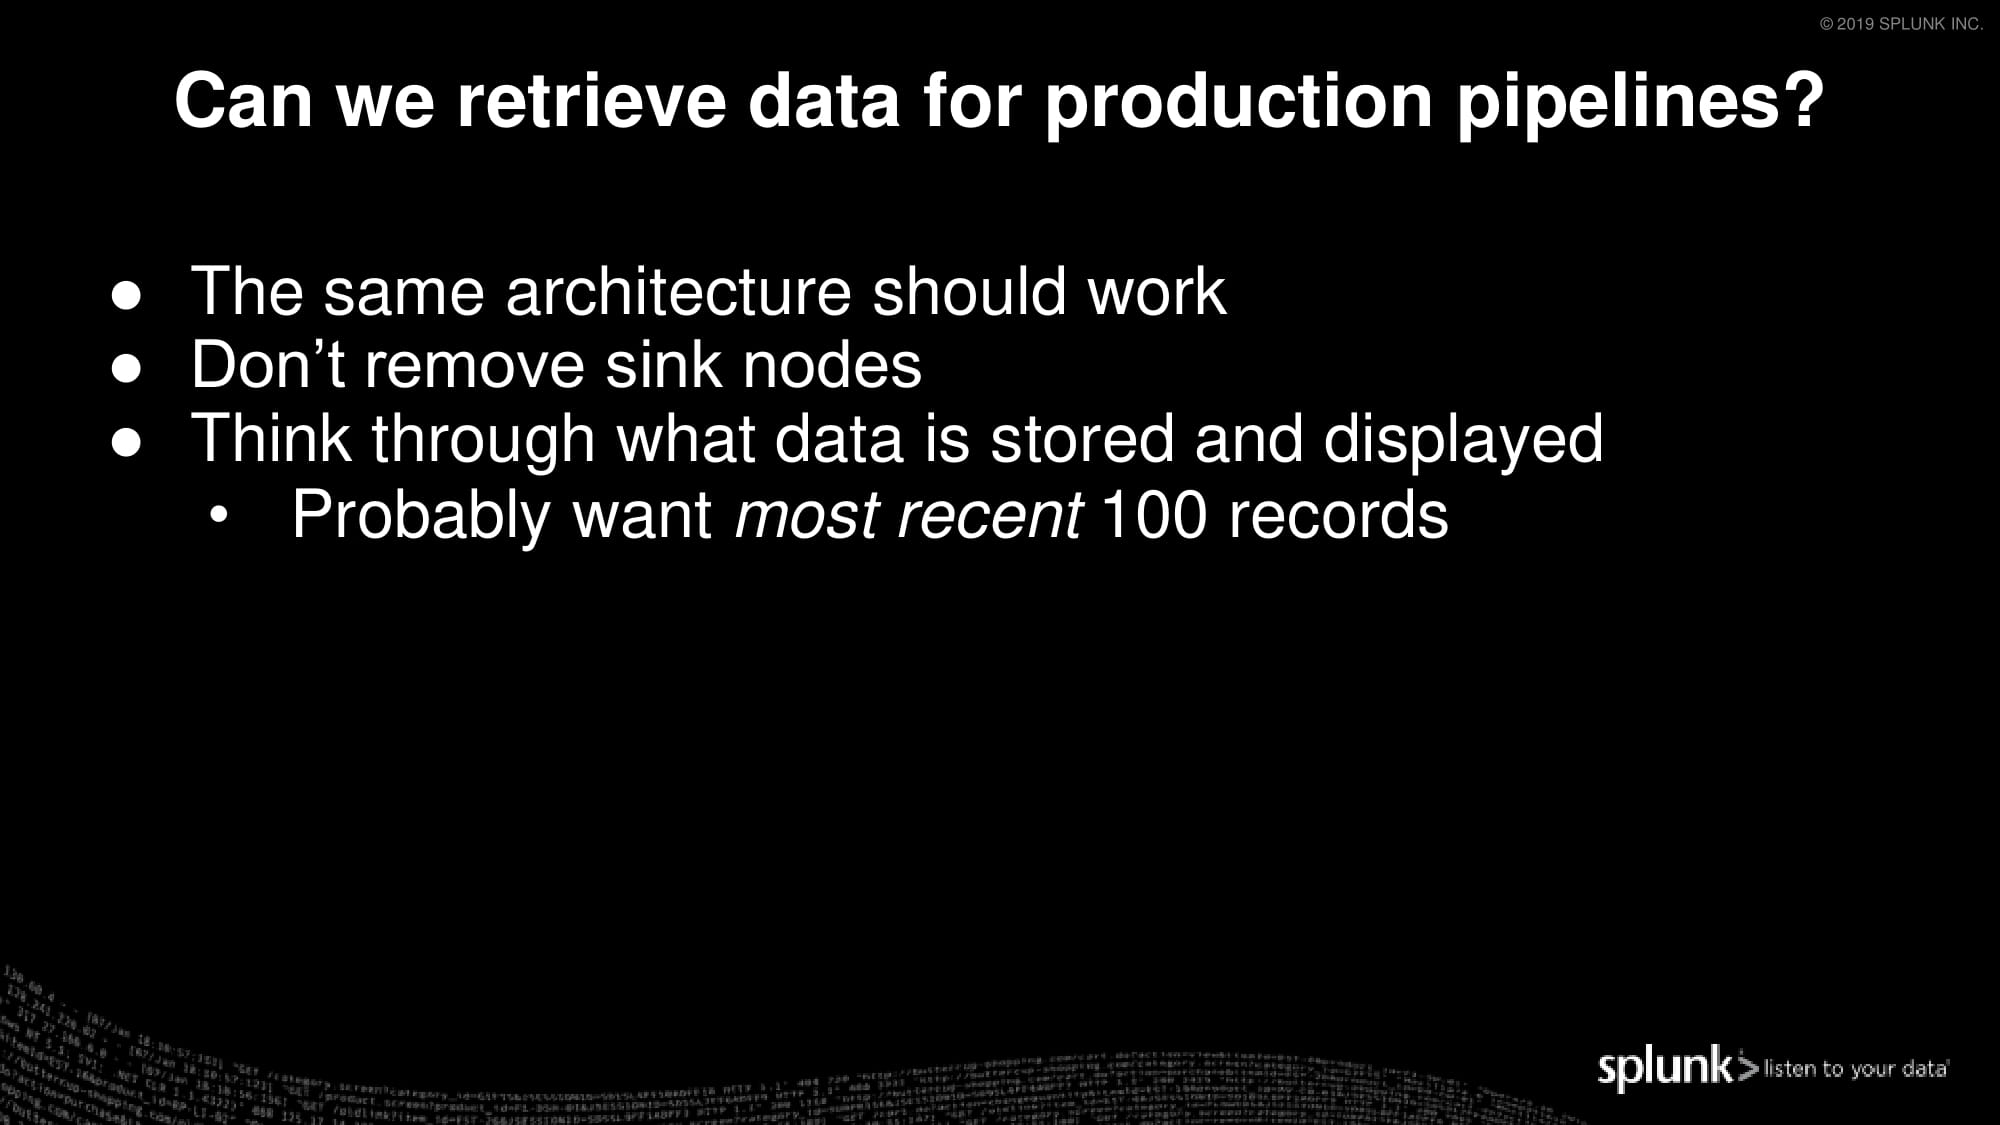 © 2019 SPLUNK INC.
Can we retrieve data for production pipelines?
● The same architecture should work
● Don’t remove sink nodes
● Think through what data is stored and displayed
• Probably want most recent 100 records
splunk> listen to your data